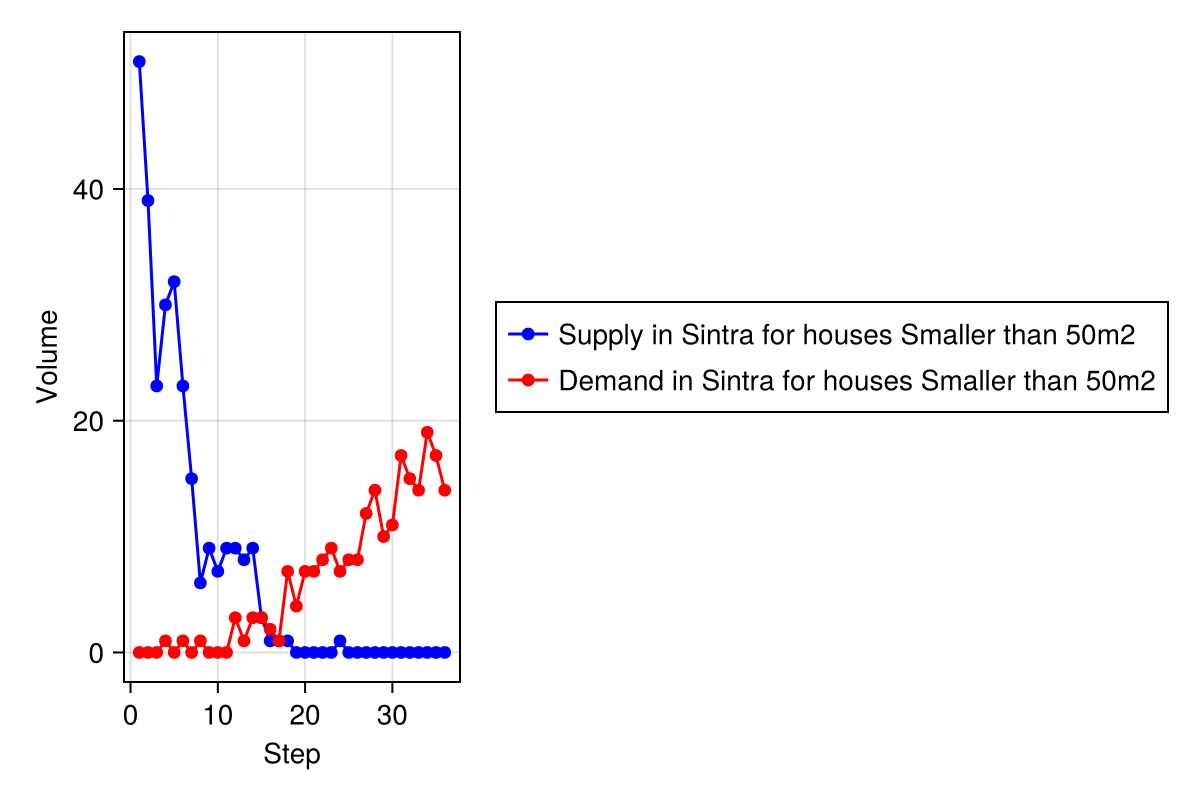 Volume
40
20
0
0 10 20 30
Step
Supply in Sintra for houses Smaller than 50m2
Demand in Sintra for houses Smaller than 50m2